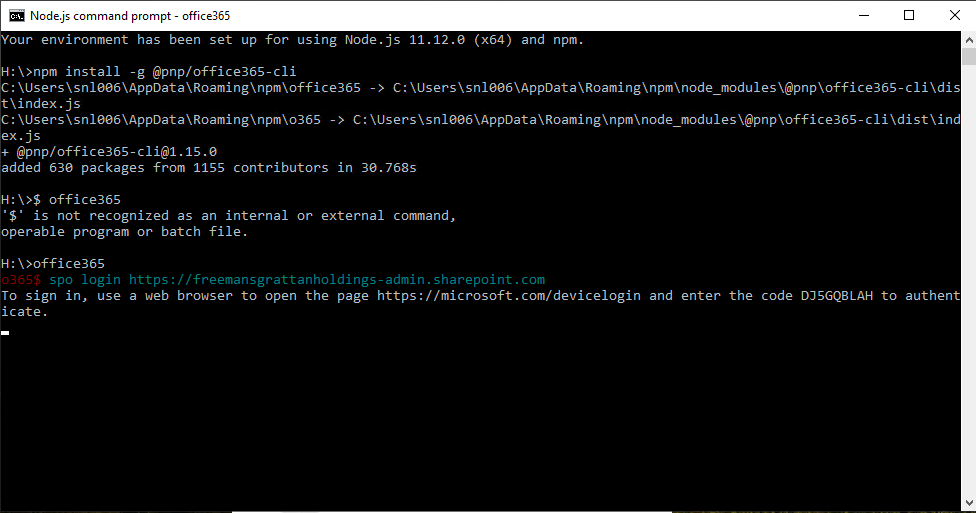 Node.js command prompt - office365
Your environment has been set up for using Node.js 11.12.0 (x64) and npm.
H:\>npm install -g @pnp/office365-cli
C:\Users\snl006\AppData\Roaming\npm\office365 -> C:\Users\snl006\AppData\Roaming\npm\node_modules\@pnp\office365-cli\dis
t\index.js
C:\Users\snl006\AppData\Roaming\npm\o365 -> C:\Users\snl006\AppData\Roaming\npm\node_modules\@pnp\office365-cli\dist\ind
ex.js
+ @pnp/office365-cli@1.15.0
added 630 packages from 1155 contributors in 30.768s
H:\>$ office365
'$' is not recognized as an internal or external command,
operable program or batch file.
H:\>office365
o365$ spo login https://freemansgrattanholdings-admin.sharepoint.com
To sign in, use a web browser to open the page https://microsoft.com/devicelogin and enter the code DJ5GQBLAH to authent
icate.